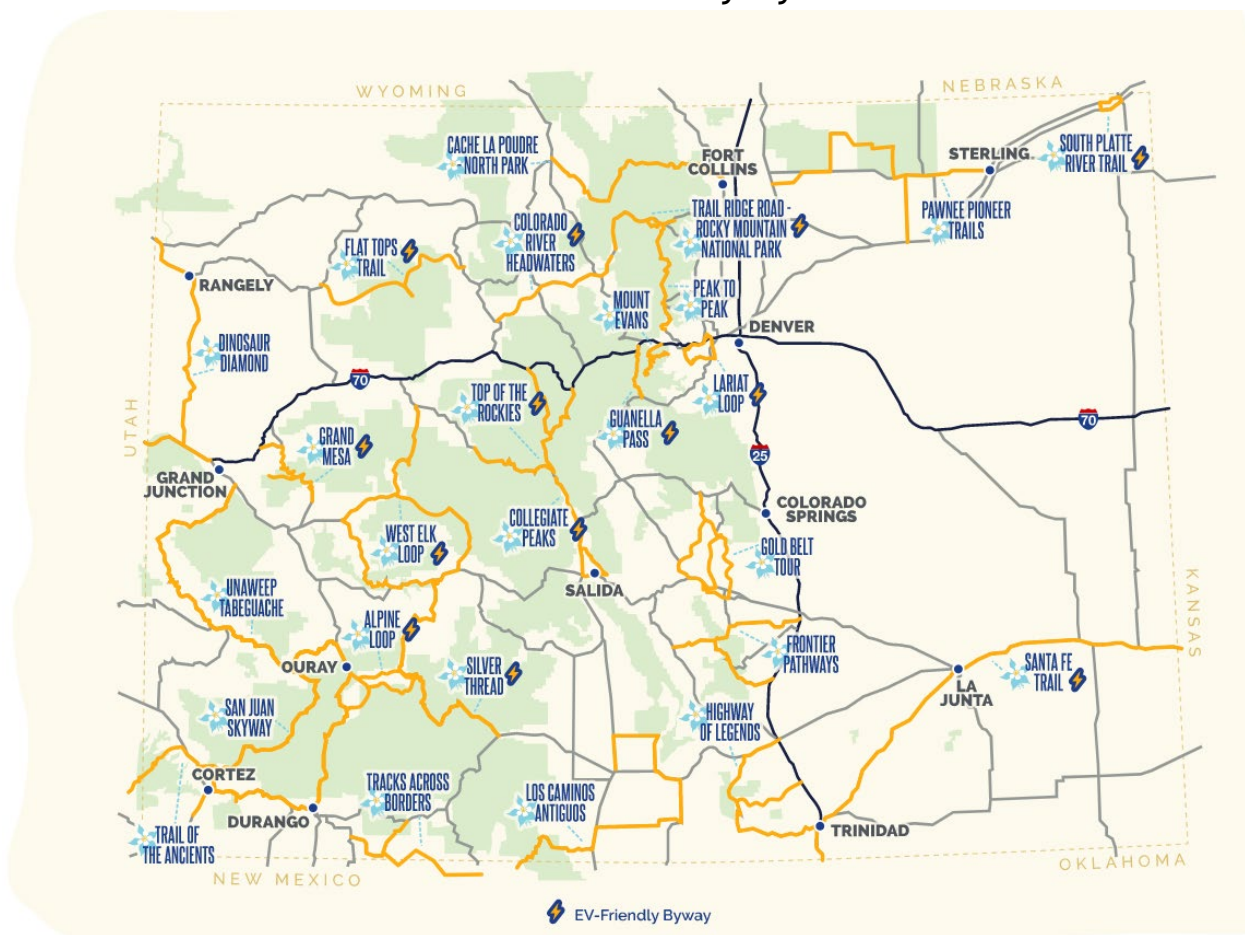 WYOMING
NEBRASKA
CACHE LA POUDRE
NORTH PARK
FORT
COLLINS
STERLING
SOUTH PLATTE
RIVER TRAIL
COLORADO
RIVER
HEADWATERS
TRAIL RIDGE ROAD -
ROCKY MOUNTAIN
NATIONAL PARK
PAWNEE PIONEER
TRAILS
FLAT TOPS
TRAIL
RANGELY
MOUNT
EVANS
PEAK TO
PEAK
DENVER
DINOSAUR
DIAMOND
70
TOP OF THE
ROCKIES
LARIAT
LOOP
GUANELLA
PASS
70
UTAH
GRAND
MESA
25
GRAND
JUNCTION
COLORADO
SPRINGS
WEST ELK
LOOP
COLLEGIATE
PEAKS
GOLD BELT
TOUR
UNAWEEP
TABEGUACHE
SALIDA
KANSAS
ALPINE
LOOP
OURAY
SILVER
THREAD
FRONTIER
PATHWAYS
SANTA FE
TRAIL
LA
JUNTA
SAN JUAN
SKYWAY
HIGHWAY
OF LEGENDS
CORTEZ
TRACKS ACROSS
BORDERS
LOS CAMINOS
ANTIGUOS
DURANGO
TRINIDAD
TRAIL OF
THE ANCIENTS
NEW MEXICO
OKLAHOMA
EV-Friendly Byway